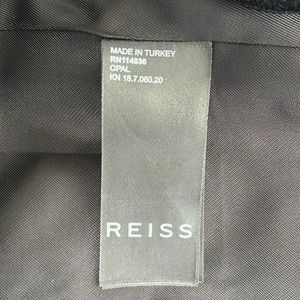 MADE IN TURKEY
RN114836
OPAL
KN 18.7.060.20
REISS